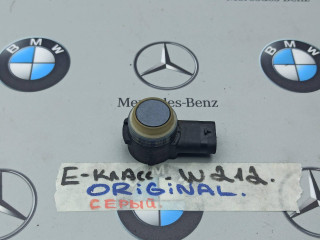 BMW
BMW
Mercedes-Benz
E-КЛАСС. W212.
ORIGINAL.
СЕРЫЙ.